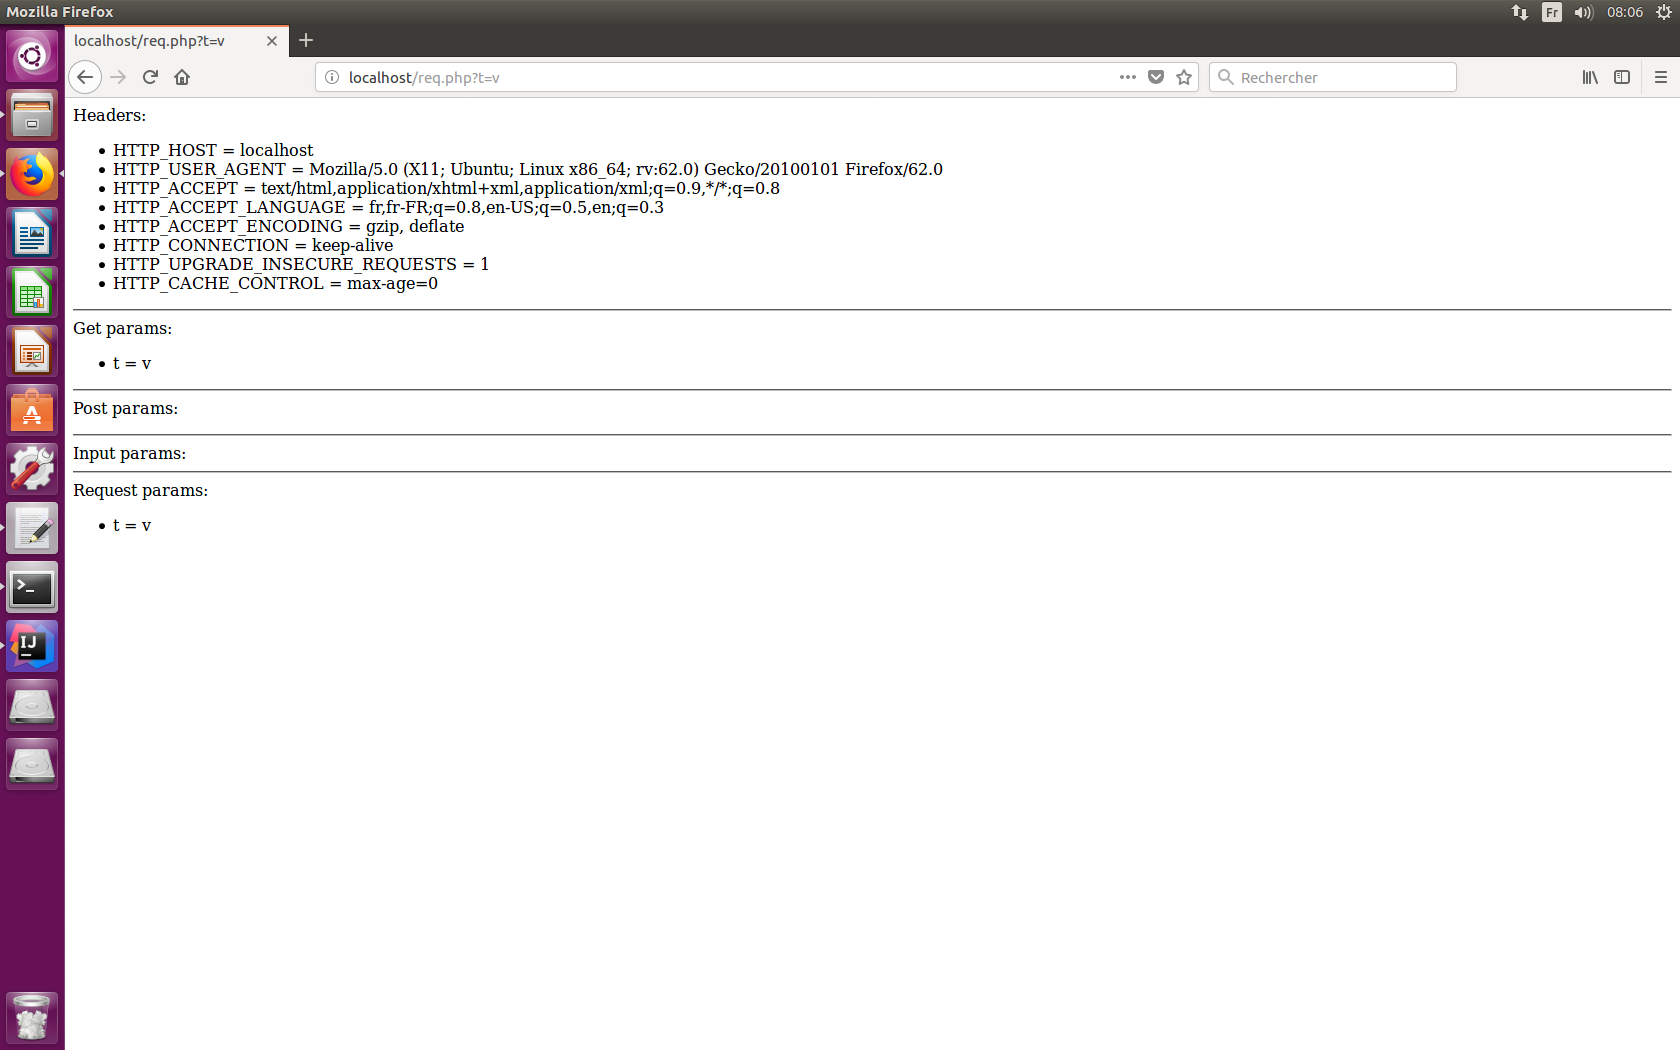 Mozilla Firefox
Fr
08:06
localhost/req.php?t=v
localhost/req.php?t=v
Rechercher
Headers:
HTTP_HOST = localhost
HTTP_USER_AGENT = Mozilla/5.0 (X11; Ubuntu; Linux x86_64; rv:62.0) Gecko/20100101 Firefox/62.0
HTTP_ACCEPT = text/html,application/xhtml+xml,application/xml;q=0.9,*/*;q=0.8
HTTP_ACCEPT_LANGUAGE = fr,fr-FR;q=0.8,en-US;q=0.5,en;q=0.3
HTTP_ACCEPT_ENCODING = gzip, deflate
HTTP_CONNECTION = keep-alive
HTTP_UPGRADE_INSECURE_REQUESTS = 1
HTTP_CACHE_CONTROL = max-age=0
Get params:
t = v
Post params:
Input params:
Request params:
t = v
A
>_
IJ